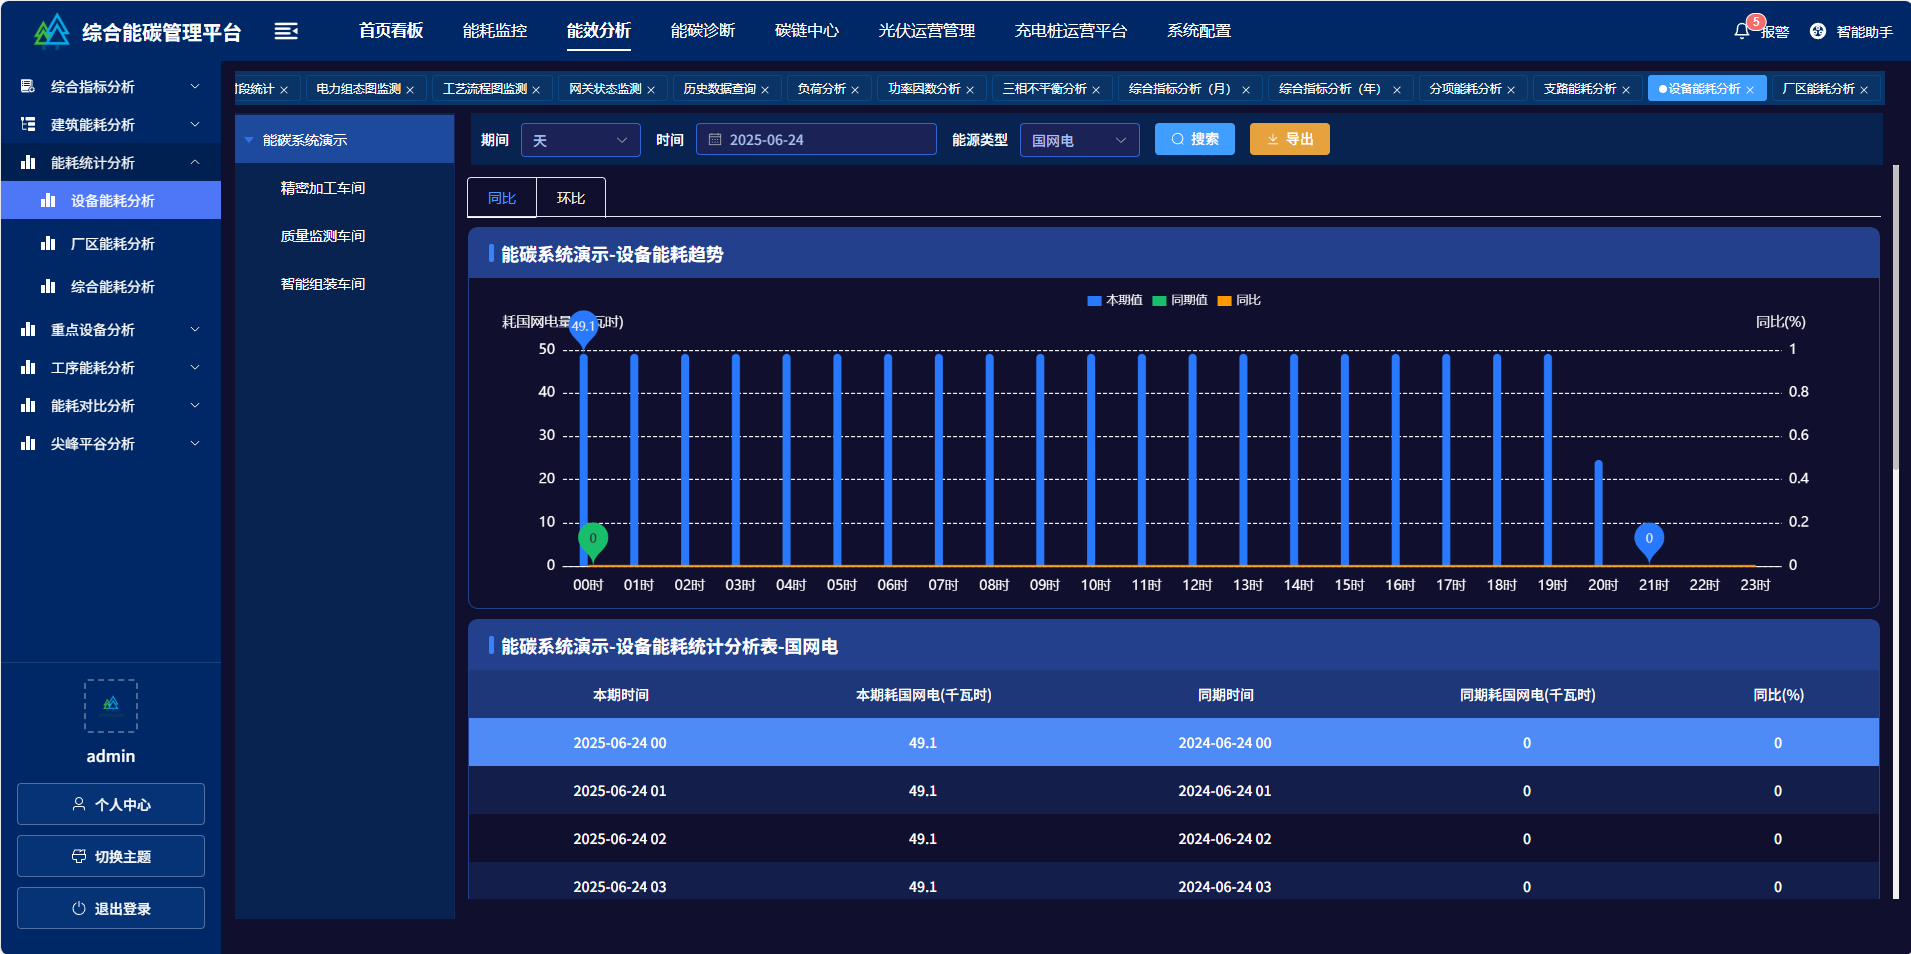 综合能碳管理平台
首页看板 能耗监控 能效分析 能碳诊断 碳链中心 光伏运营管理 充电桩运营平台 系统配置
5
报警 智能助手
综合指标分析
建筑能耗分析
能耗统计分析
设备能耗分析
厂区能耗分析
综合能耗分析
重点设备分析
工序能耗分析
能耗对比分析
尖峰平谷分析
admin
个人中心
切换主题
退出登录
段统计 × 电力组态图监测 × 工艺流程图监测 × 网关状态监测 × 历史数据查询 × 负荷分析 × 功率因数分析 × 三相不平衡分析 × 综合指标分析（月） × 综合指标分析（年） × 分项能耗分析 × 支路能耗分析 × 设备能耗分析 × 厂区能耗分析 ×
能碳系统演示
精密加工车间
质量监测车间
智能组装车间
期间 天 时间 2025-06-24 能源类型 国网电 搜索 导出
同比 环比
能碳系统演示-设备能耗趋势
本期值 同期值 同比
耗国网电量 瓦时) 同比(%)
49.1
50 1
40 0.8
30 0.6
20 0.4
10 0.2
0 0
0 0
00时 01时 02时 03时 04时 05时 06时 07时 08时 09时 10时 11时 12时 13时 14时 15时 16时 17时 18时 19时 20时 21时 22时 23时
能碳系统演示-设备能耗统计分析表-国网电
本期时间 本期耗国网电(千瓦时) 同期时间 同期耗国网电(千瓦时) 同比(%)
2025-06-24 00 49.1 2024-06-24 00 0 0
2025-06-24 01 49.1 2024-06-24 01 0 0
2025-06-24 02 49.1 2024-06-24 02 0 0
2025-06-24 03 49.1 2024-06-24 03 0 0